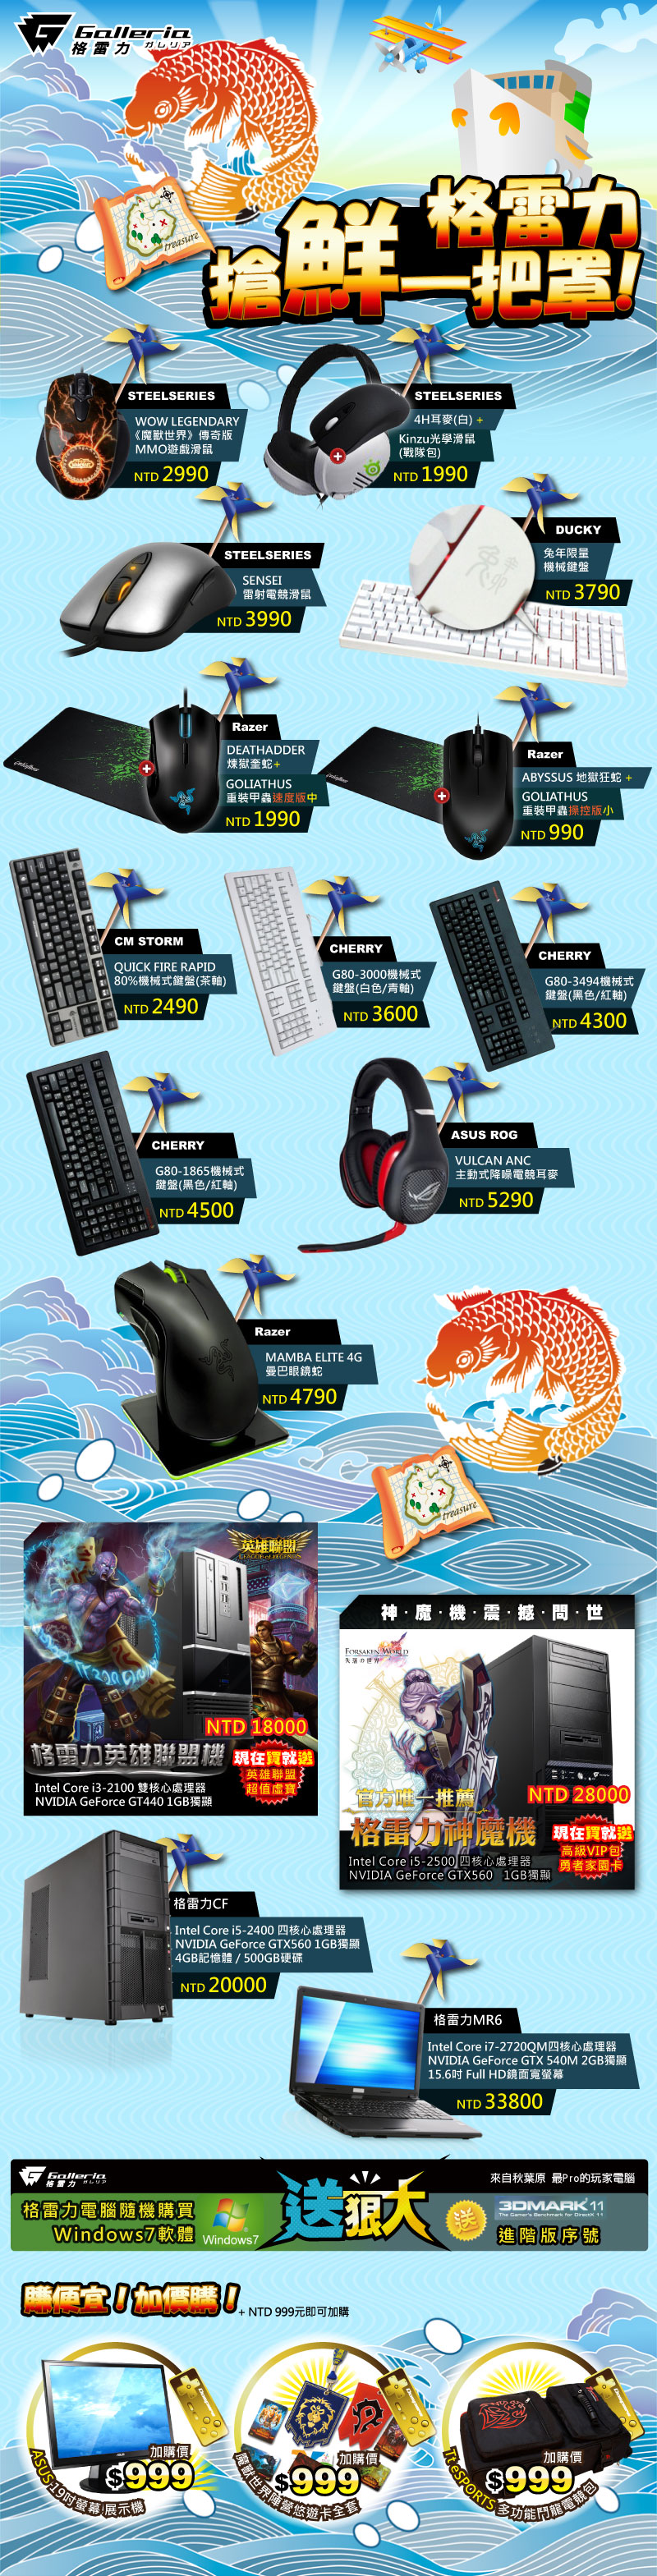 Galleria
格雷力 ガレリア
treasure
格雷力
搶鮮一把罩!
STEELSERIES
WOW LEGENDARY
《魔獸世界》傳奇版
MMO遊戲滑鼠
NTD 2990
STEELSERIES
4H耳麥(白) +
Kinzu光學滑鼠
(戰隊包)
NTD 1990
STEELSERIES
SENSEI
雷射電競滑鼠
NTD 3990
DUCKY
兔年限量
機械鍵盤
NTD 3790
Razer
DEATHADDER
煉獄奎蛇+
GOLIATHUS
重裝甲蟲速度版中
NTD 1990
Razer
ABYSSUS 地獄狂蛇 +
GOLIATHUS
重裝甲蟲操控版小
NTD 990
CM STORM
QUICK FIRE RAPID
80%機械式鍵盤(茶軸)
NTD 2490
CHERRY
G80-3000機械式
鍵盤(白色/青軸)
NTD 3600
CHERRY
G80-3494機械式
鍵盤(黑色/紅軸)
NTD 4300
CHERRY
G80-1865機械式
鍵盤(黑色/紅軸)
NTD 4500
ASUS ROG
VULCAN ANC
主動式降噪電競耳麥
NTD 5290
Razer
MAMBA ELITE 4G
曼巴眼鏡蛇
NTD 4790
treasure
英雄聯盟
LEAGUE of LEGENDS
NTD 18000
格雷力英雄聯盟機
現在買就送
英雄聯盟
超值虛寶
Intel Core i3-2100 雙核心處理器
NVIDIA GeForce GT440 1GB獨顯
神‧魔‧機‧震‧撼‧問‧世
FORSAKEN WORLD
NTD 28000
官方唯一推薦
格雷力神魔機
現在買就送
高級VIP包
勇者家園卡
Intel Core i5-2500 四核心處理器
NVIDIA GeForce GTX560 1GB獨顯
格雷力CF
Intel Core i5-2400 四核心處理器
NVIDIA GeForce GTX560 1GB獨顯
4GB記憶體 / 500GB硬碟
NTD 20000
格雷力MR6
Intel Core i7-2720QM四核心處理器
NVIDIA GeForce GTX 540M 2GB獨顯
15.6吋 Full HD鏡面寬螢幕
NTD 33800
Galleria
格雷力 ガレリア
來自秋葉原 最Pro的玩家電腦
格雷力電腦隨機購買
Windows7軟體
Windows7
送狠大
送
3DMARK 11
The Gamer's Benchmark for DirectX 11
進階版序號
賺便宜!加價購!
+ NTD 999元即可加購
加購價
$999
ASUS 19吋螢幕 展示機
加購價
$999
魔獸世界陣營悠遊卡全套
加購價
$999
Tt eSPORTS 多功能鬥龍電競包